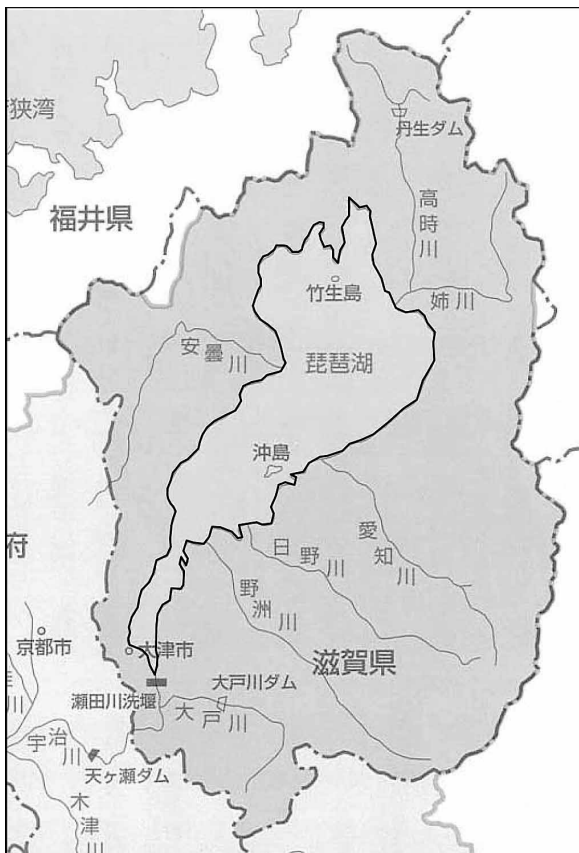 狭湾
福井県
丹生ダム
高時川
竹生島
姉川
安曇川
琵琶湖
沖島
愛知川
日野川
野洲川
府
京都市
大津市
滋賀県
大戸川ダム
瀬田川洗堰
大戸川
宇治川
天ヶ瀬ダム
木津川